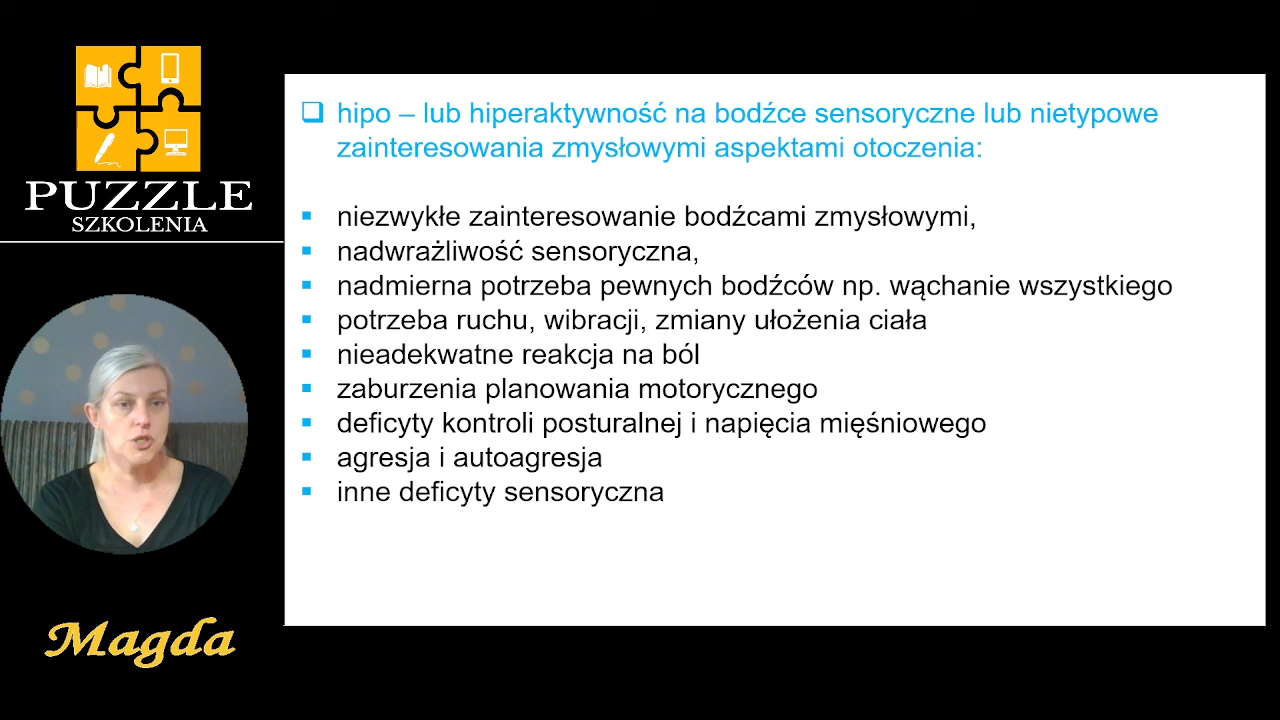 PUZZLE
SZKOLENIA
Magda
hipo – lub hiperaktywność na bodźce sensoryczne lub nietypowe
zainteresowania zmysłowymi aspektami otoczenia:
niezwykłe zainteresowanie bodźcami zmysłowymi,
nadwrażliwość sensoryczna,
nadmierna potrzeba pewnych bodźców np. wąchanie wszystkiego
potrzeba ruchu, wibracji, zmiany ułożenia ciała
nieadekwatne reakcja na ból
zaburzenia planowania motorycznego
deficyty kontroli posturalnej i napięcia mięśniowego
agresja i autoagresja
inne deficyty sensoryczna